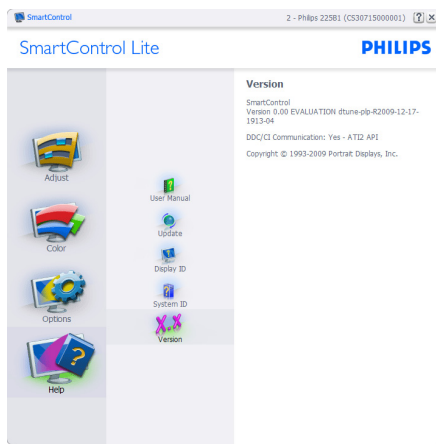 SmartControl
2 - Philips 225B1 (CS30715000001)
SmartControl Lite
PHILIPS
Adjust
Color
Options
Help
User Manual
Update
Display ID
System ID
X.X
Version
Version
SmartControl
Version 0.00 EVALUATION dtune-plp-R2009-12-17-
1913-04
DDC/CI Communication: Yes - ATI2 API
Copyright © 1993-2009 Portrait Displays, Inc.